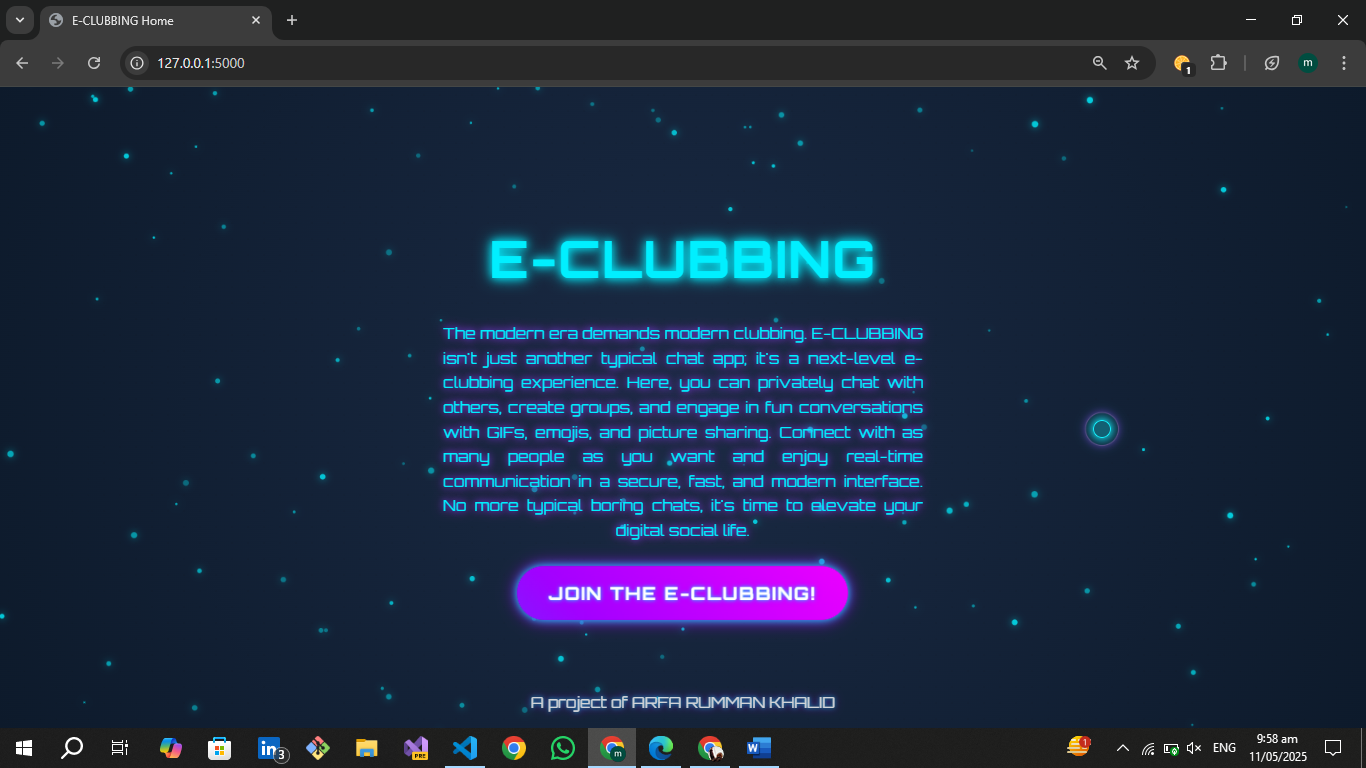 E-CLUBBING Home
127.0.0.1:5000
1
m
E-CLUBBING
The modern era demands modern clubbing. E-CLUBBING
isn't just another typical chat app; it's a next-level e-
clubbing experience. Here, you can privately chat with
others, create groups, and engage in fun conversations
with GIFs, emojis, and picture sharing. Connect with as
many people as you want and enjoy real-time
communication in a secure, fast, and modern interface.
No more typical boring chats, it's time to elevate your
digital social life.
JOIN THE E-CLUBBING!
A project of ARFA RUMMAN KHALID
in
3
PRE
m
W
1
ENG
9:58 am
11/05/2025